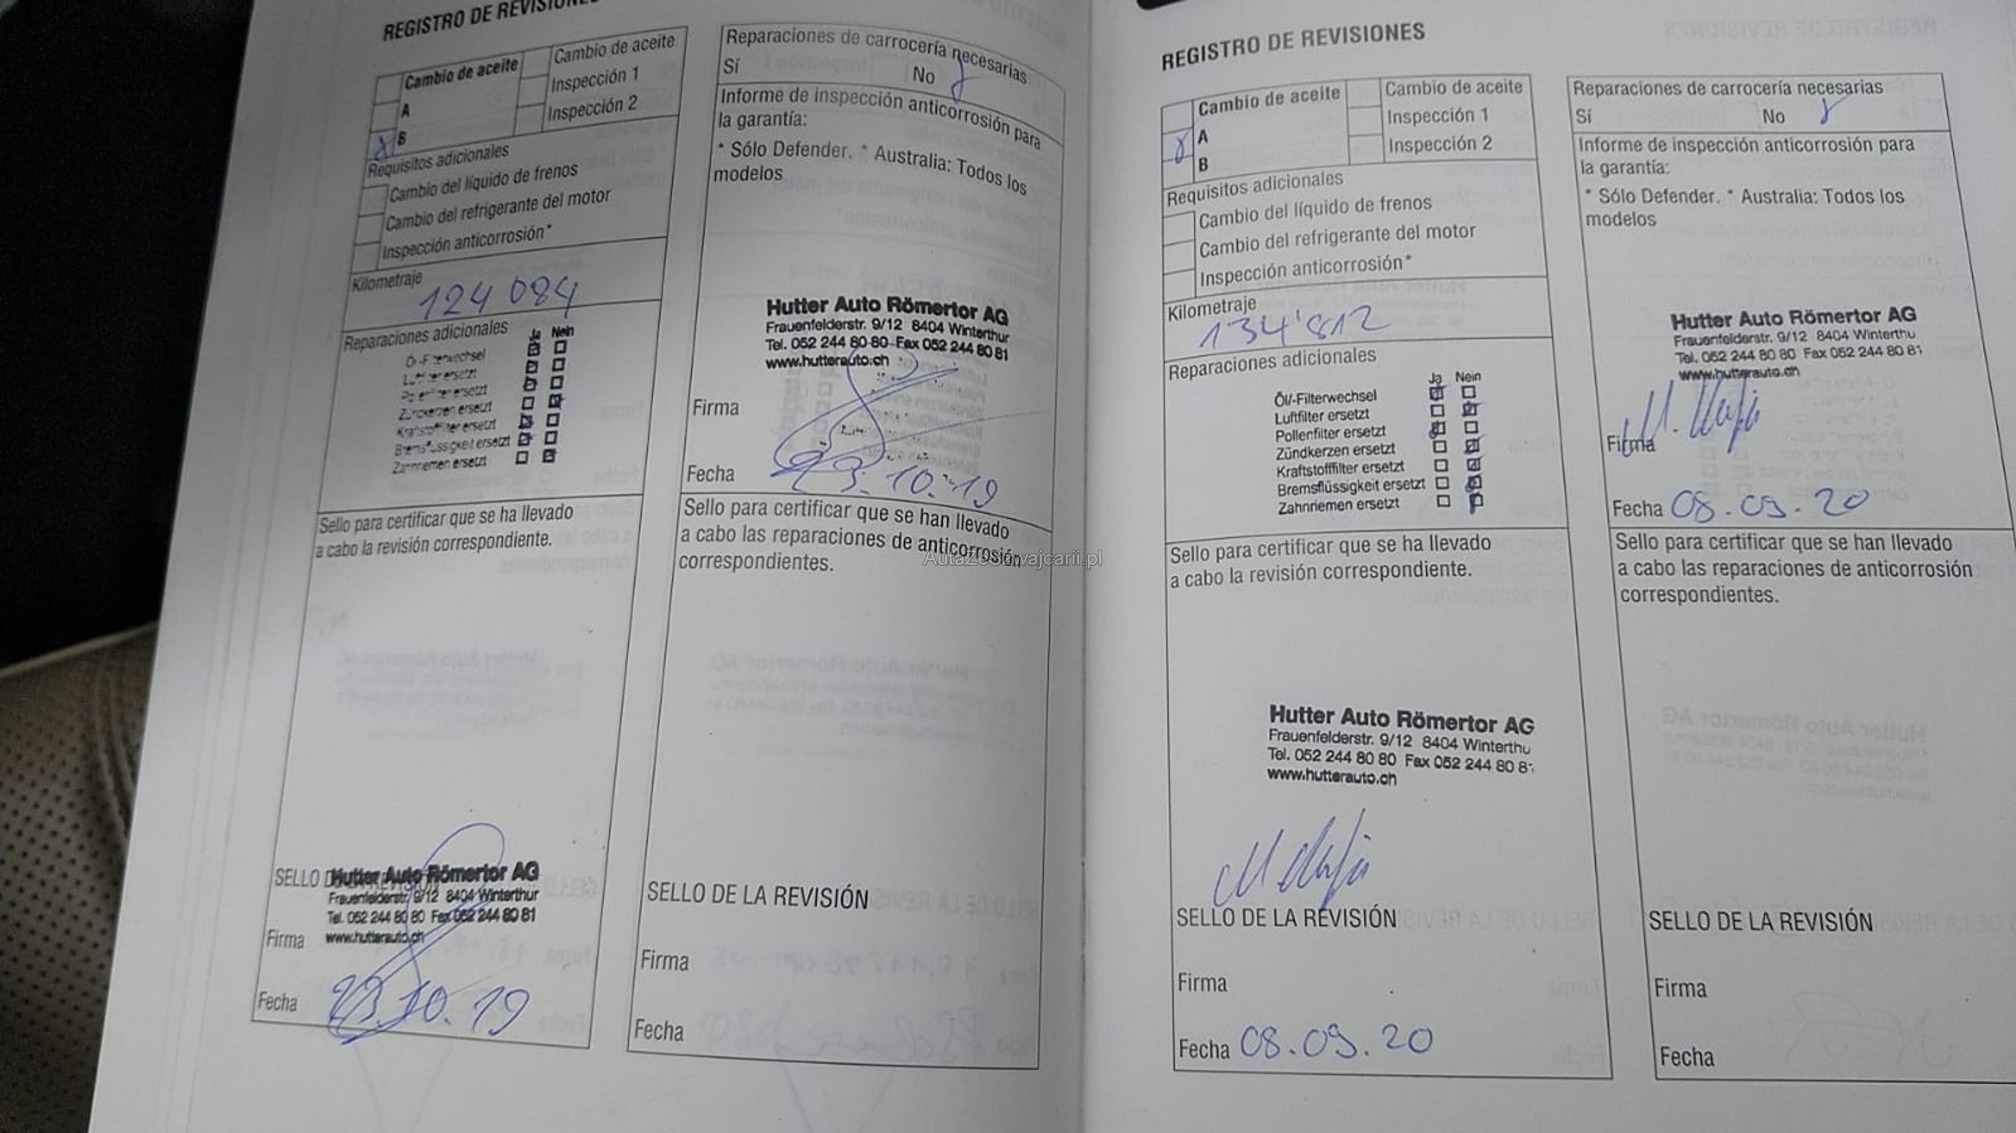 REGISTRO DE REVISIONE
Cambio de aceite
A
B
Cambio de aceite
Inspección 1
Inspección 2
Requisitos adicionales
Cambio del líquido de frenos
Cambio del refrigerante del motor
Inspección anticorrosión*
Kilometraje
124 084
Reparaciones adicionales
Ja Nein
ersetzt
Zündkerzen ersetzt
ersetzt
Bremsflüssigkeit ersetzt
Zahnriemen ersetzt
Sello para certificar que se ha llevado
a cabo la revisión correspondiente.
SELLO
Hutter Auto Römertor AG
Frauenfelderstr. 9/12 8404 Winterthur
Tel. 052 244 80 80 Fax 052 244 80 81
www.hutterauto.ch
Firma
Fecha 23.10.19
Reparaciones de carrocería necesarias
Sí No
Informe de inspección anticorrosión para
la garantía:
* Sólo Defender. * Australia: Todos los
modelos
Hutter Auto Römertor AG
Frauenfelderstr. 9/12 8404 Winterthur
Tel. 052 244 80 80 Fax 052 244 80 81
www.hutterauto.ch
Firma
Fecha 23.10.19
Sello para certificar que se han llevado
a cabo las reparaciones de anticorrosión
correspondientes.
SELLO DE LA REVISIÓN
Firma
Fecha
REGISTRO DE REVISIONES
Cambio de aceite
A
B
Cambio de aceite
Inspección 1
Inspección 2
Requisitos adicionales
Cambio del líquido de frenos
Cambio del refrigerante del motor
Inspección anticorrosión*
Kilometraje
134'812
Reparaciones adicionales
Ja Nein
Öl/-Filterwechsel
Luftfilter ersetzt
Pollenfilter ersetzt
Zündkerzen ersetzt
Kraftstofffilter ersetzt
Bremsflüssigkeit ersetzt
Zahnriemen ersetzt
Sello para certificar que se ha llevado
a cabo la revisión correspondiente.
Hutter Auto Römertor AG
Frauenfelderstr. 9/12 8404 Winterthu
Tel. 052 244 80 80 Fax 052 244 80 8
www.hutterauto.ch
SELLO DE LA REVISIÓN
Firma
Fecha 08.09.20
Reparaciones de carrocería necesarias
Sí No
Informe de inspección anticorrosión para
la garantía:
* Sólo Defender. * Australia: Todos los
modelos
Hutter Auto Römertor AG
Frauenfelderstr. 9/12 8404 Winterthu
Tel. 052 244 80 80 Fax 052 244 80 81
www.hutterauto.ch
Firma
Fecha 08.09.20
Sello para certificar que se han llevado
a cabo las reparaciones de anticorrosión
correspondientes.
SELLO DE LA REVISIÓN
Firma
Fecha